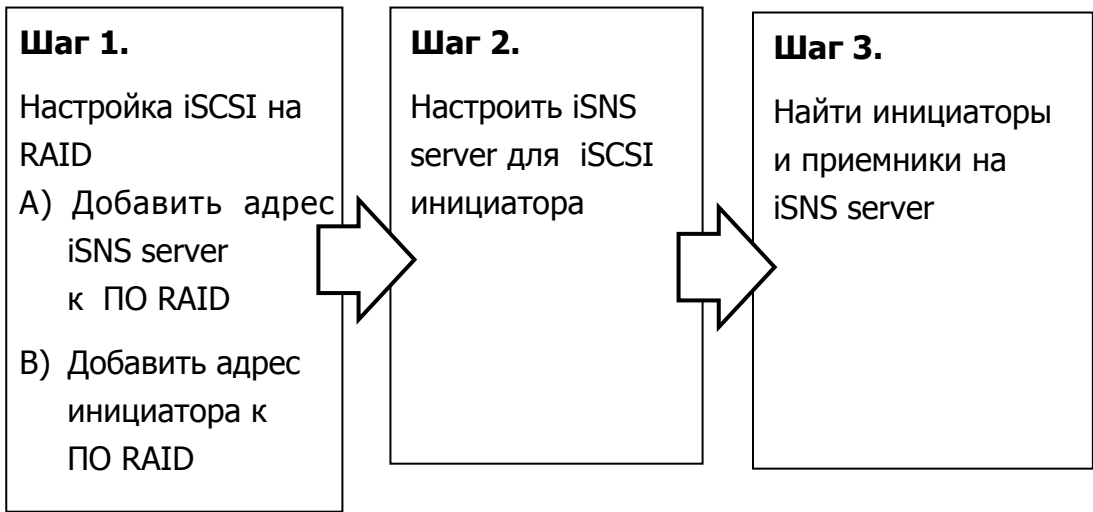 Шаг 1.
Настройка iSCSI на
RAID
A) Добавить адрес
iSNS server
к ПО RAID
B) Добавить адрес
инициатора к
ПО RAID
Шаг 2.
Настроить iSNS
server для iSCSI
инициатора
Шаг 3.
Найти инициаторы
и приемники на
iSNS server